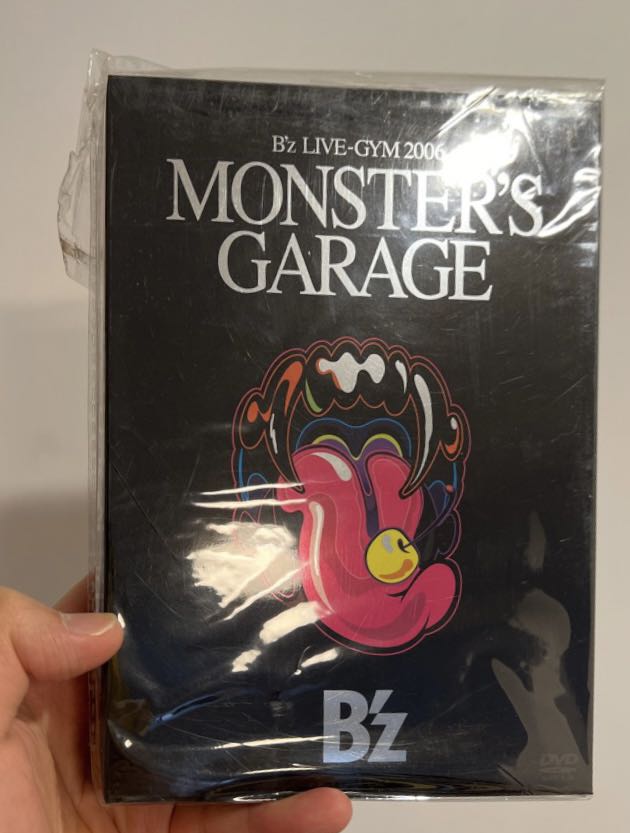 B'z LIVE-GYM 2006
MONSTER'S
GARAGE
B'z
DVD